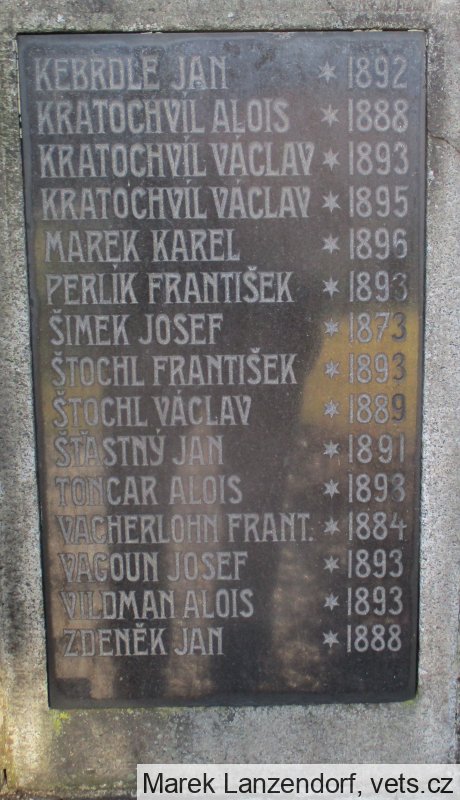 KEBRDLE JAN * 1892
KRATOCHVÍL ALOIS * 1888
KRATOCHVÍL VÁCLAV * 1893
KRATOCHVÍL VÁCLAV * 1895
MAREK KAREL * 1896
PERLÍK FRANTIŠEK * 1893
ŠIMEK JOSEF * 1873
ŠTOCHL FRANTIŠEK * 1893
ŠTOCHL VÁCLAV * 1889
ŠŤASTNÝ JAN * 1891
TONCAR ALOIS * 1893
VACHERLOHN FRANT. * 1884
VACOUN JOSEF * 1893
VILDMAN ALOIS * 1893
ZDENĚK JAN * 1888
Marek Lanzendorf, vets.cz